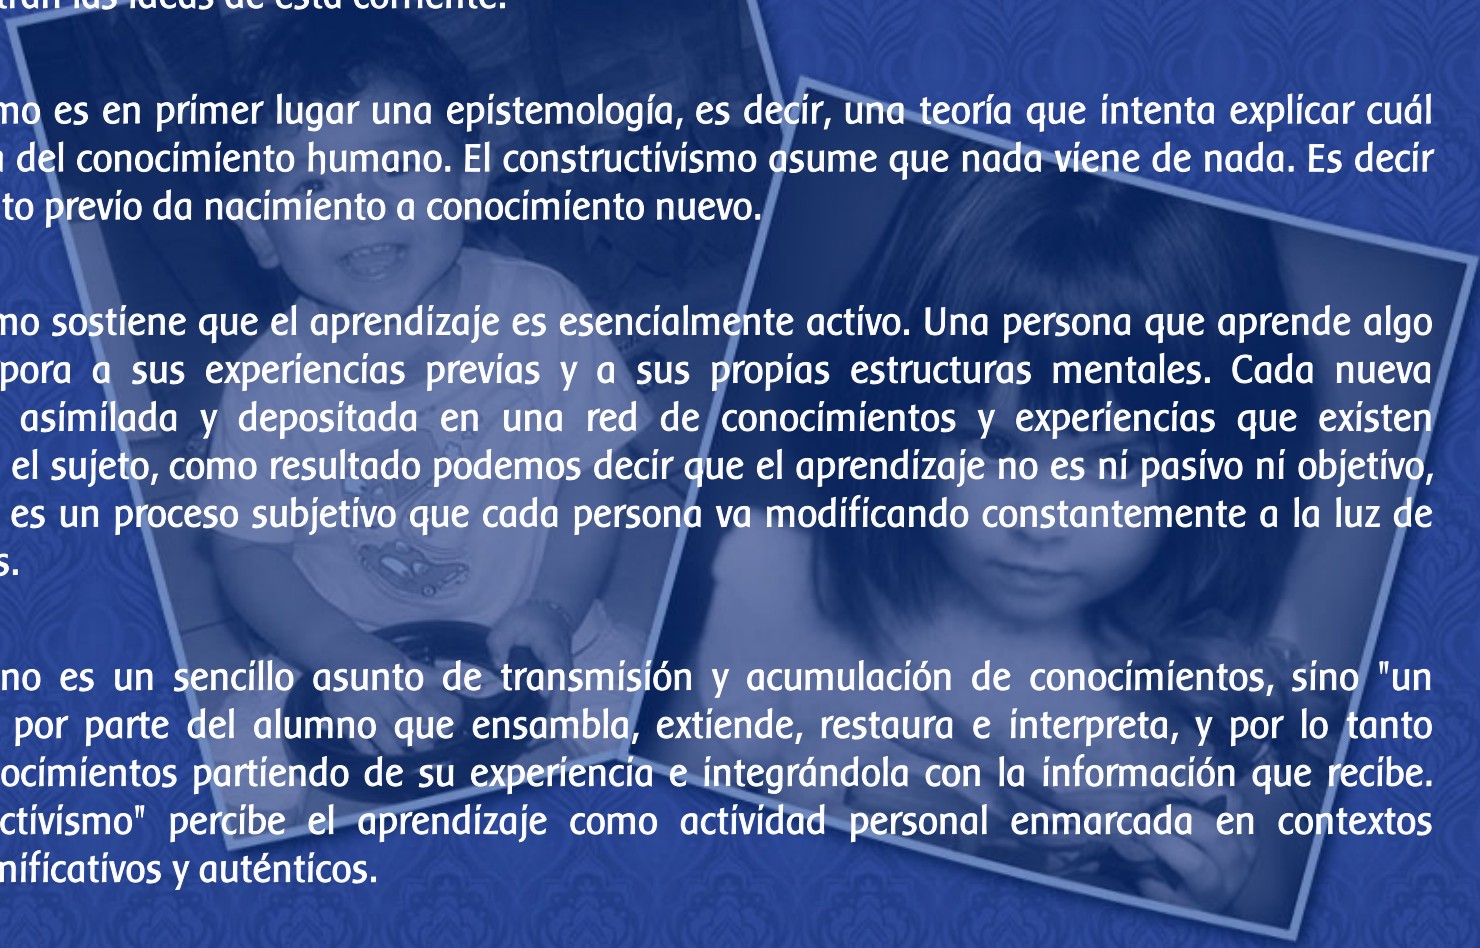 las ideas de esta corriente.
es en primer lugar una epistemología, es decir, una teoría que intenta explicar cuál
del conocimiento humano. El constructivismo asume que nada viene de nada. Es decir
previo da nacimiento a conocimiento nuevo.
sostiene que el aprendizaje es esencialmente activo. Una persona que aprende algo
a sus experiencias previas y a sus propias estructuras mentales. Cada nueva
asimilada y depositada en una red de conocimientos y experiencias que existen
el sujeto, como resultado podemos decir que el aprendizaje no es ni pasivo ni objetivo,
es un proceso subjetivo que cada persona va modificando constantemente a la luz de
no es un sencillo asunto de transmisión y acumulación de conocimientos, sino "un
por parte del alumno que ensambla, extiende, restaura e interpreta, y por lo tanto
partiendo de su experiencia e integrándola con la información que recibe.
percibe el aprendizaje como actividad personal enmarcada en contextos
y auténticos.